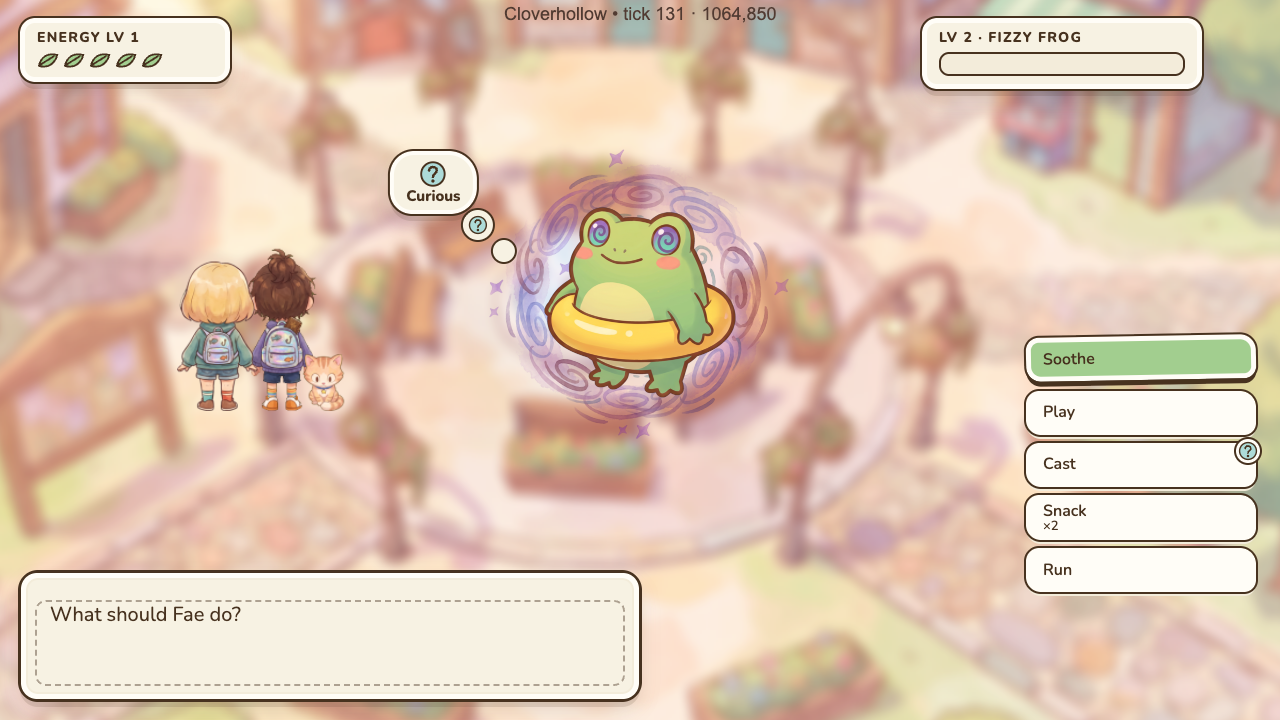 Cloverhollow • tick 131 · 1064,850
ENERGY LV 1
LV 2 · FIZZY FROG
?
Curious
?
Soothe
Play
Cast
?
Snack
×2
Run
What should Fae do?